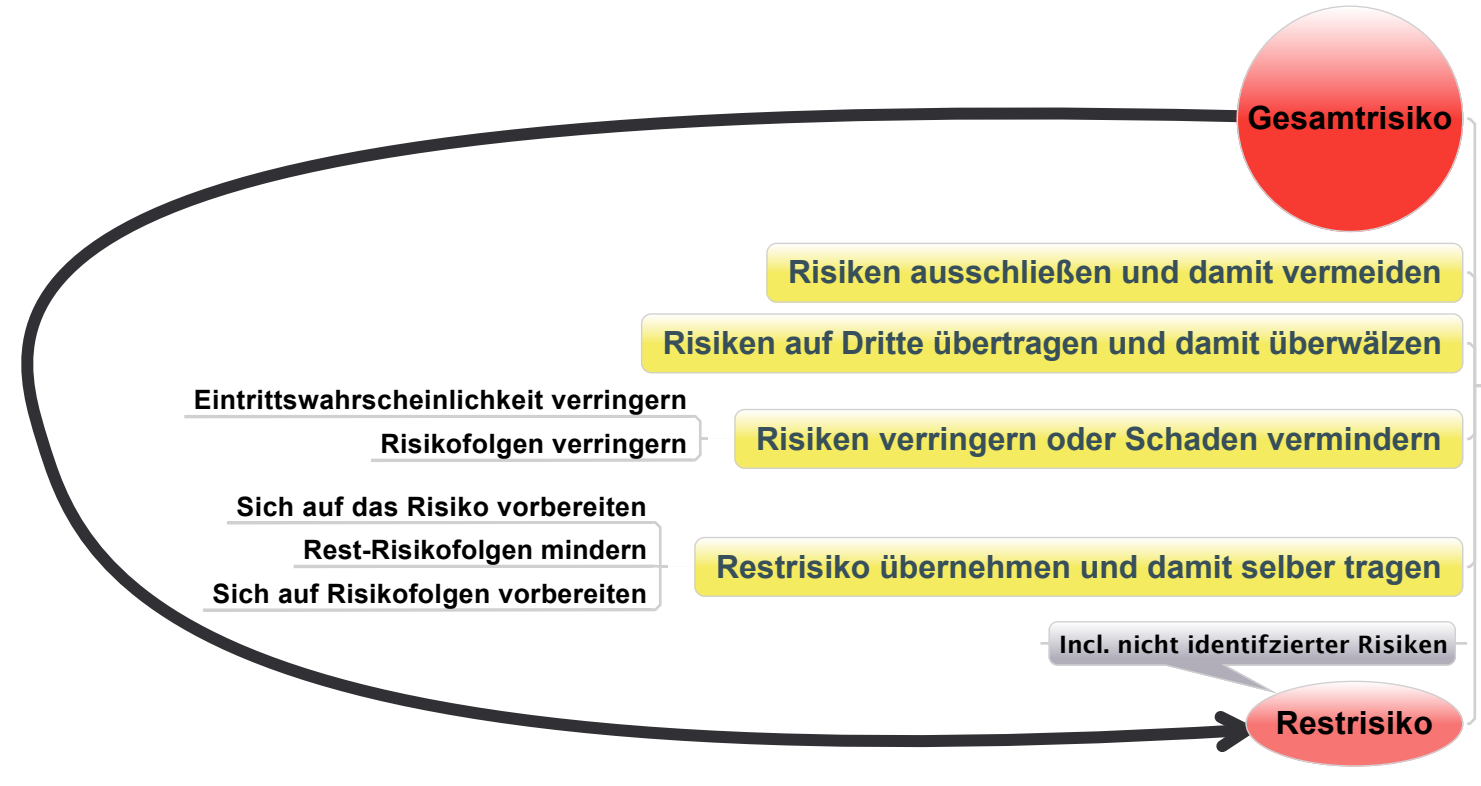 Gesamtrisiko
Risiken ausschließen und damit vermeiden
Risiken auf Dritte übertragen und damit überwälzen
Eintrittswahrscheinlichkeit verringern
Risikofolgen verringern
Risiken verringern oder Schaden vermindern
Sich auf das Risiko vorbereiten
Rest-Risikofolgen mindern
Sich auf Risikofolgen vorbereiten
Restrisiko übernehmen und damit selber tragen
Incl. nicht identifzierter Risiken
Restrisiko